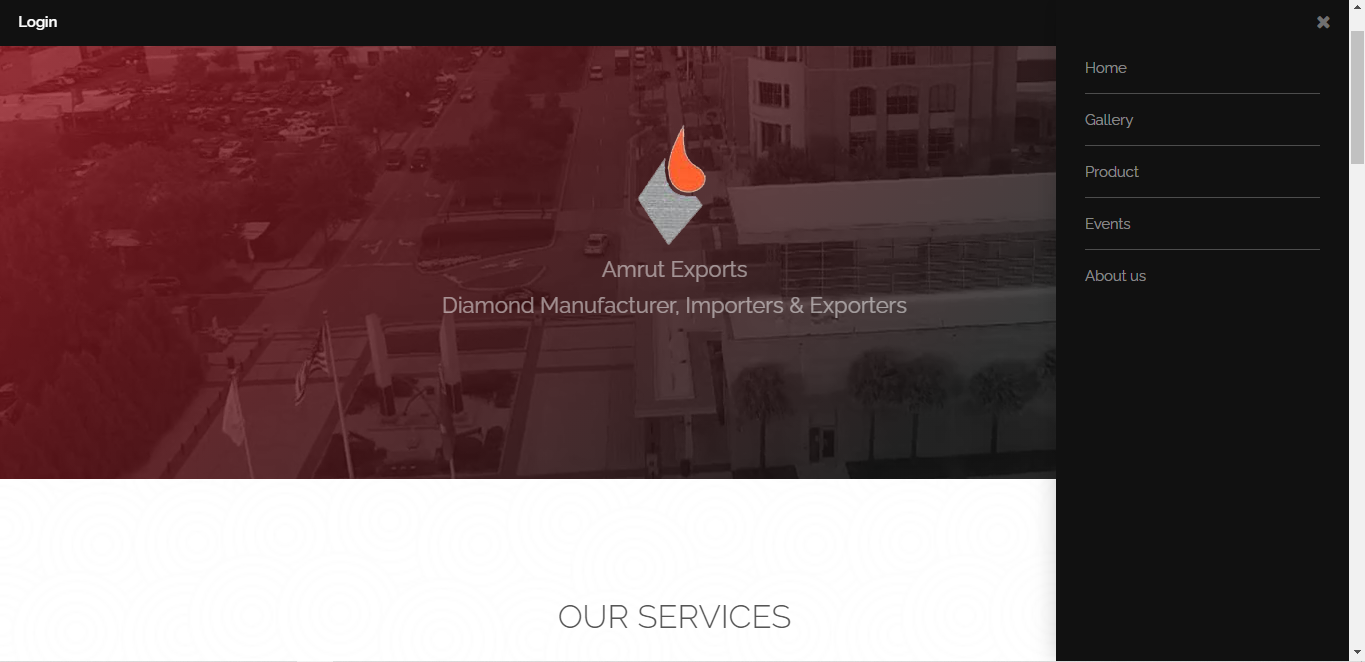 Login
Home
Gallery
Product
Events
About us
Amrut Exports
Diamond Manufacturer, Importers & Exporters
OUR SERVICES